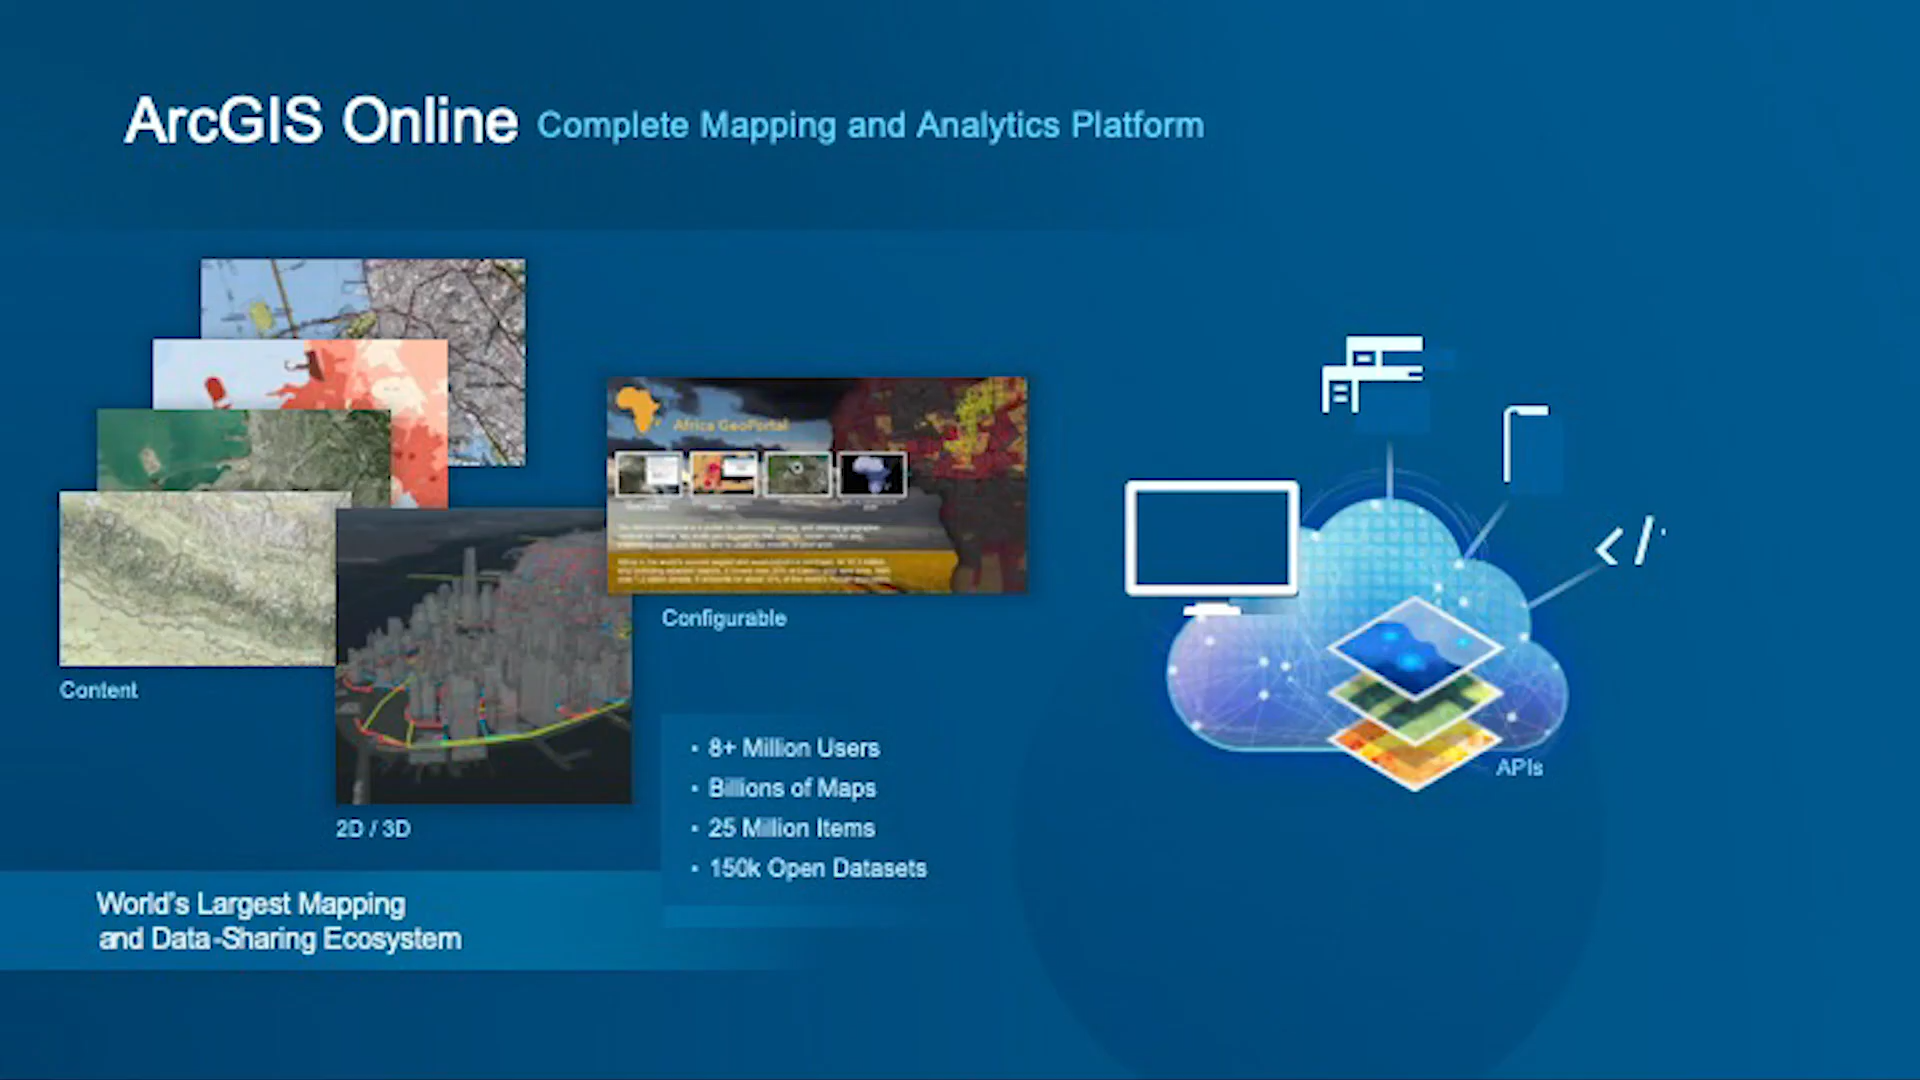 ArcGIS Online Complete Mapping and Analytics Platform
Africa GeoPortal
Configurable
Content
2D / 3D
• 8+ Million Users
• Billions of Maps
• 25 Million Items
• 150k Open Datasets
APIs
World's Largest Mapping
and Data-Sharing Ecosystem